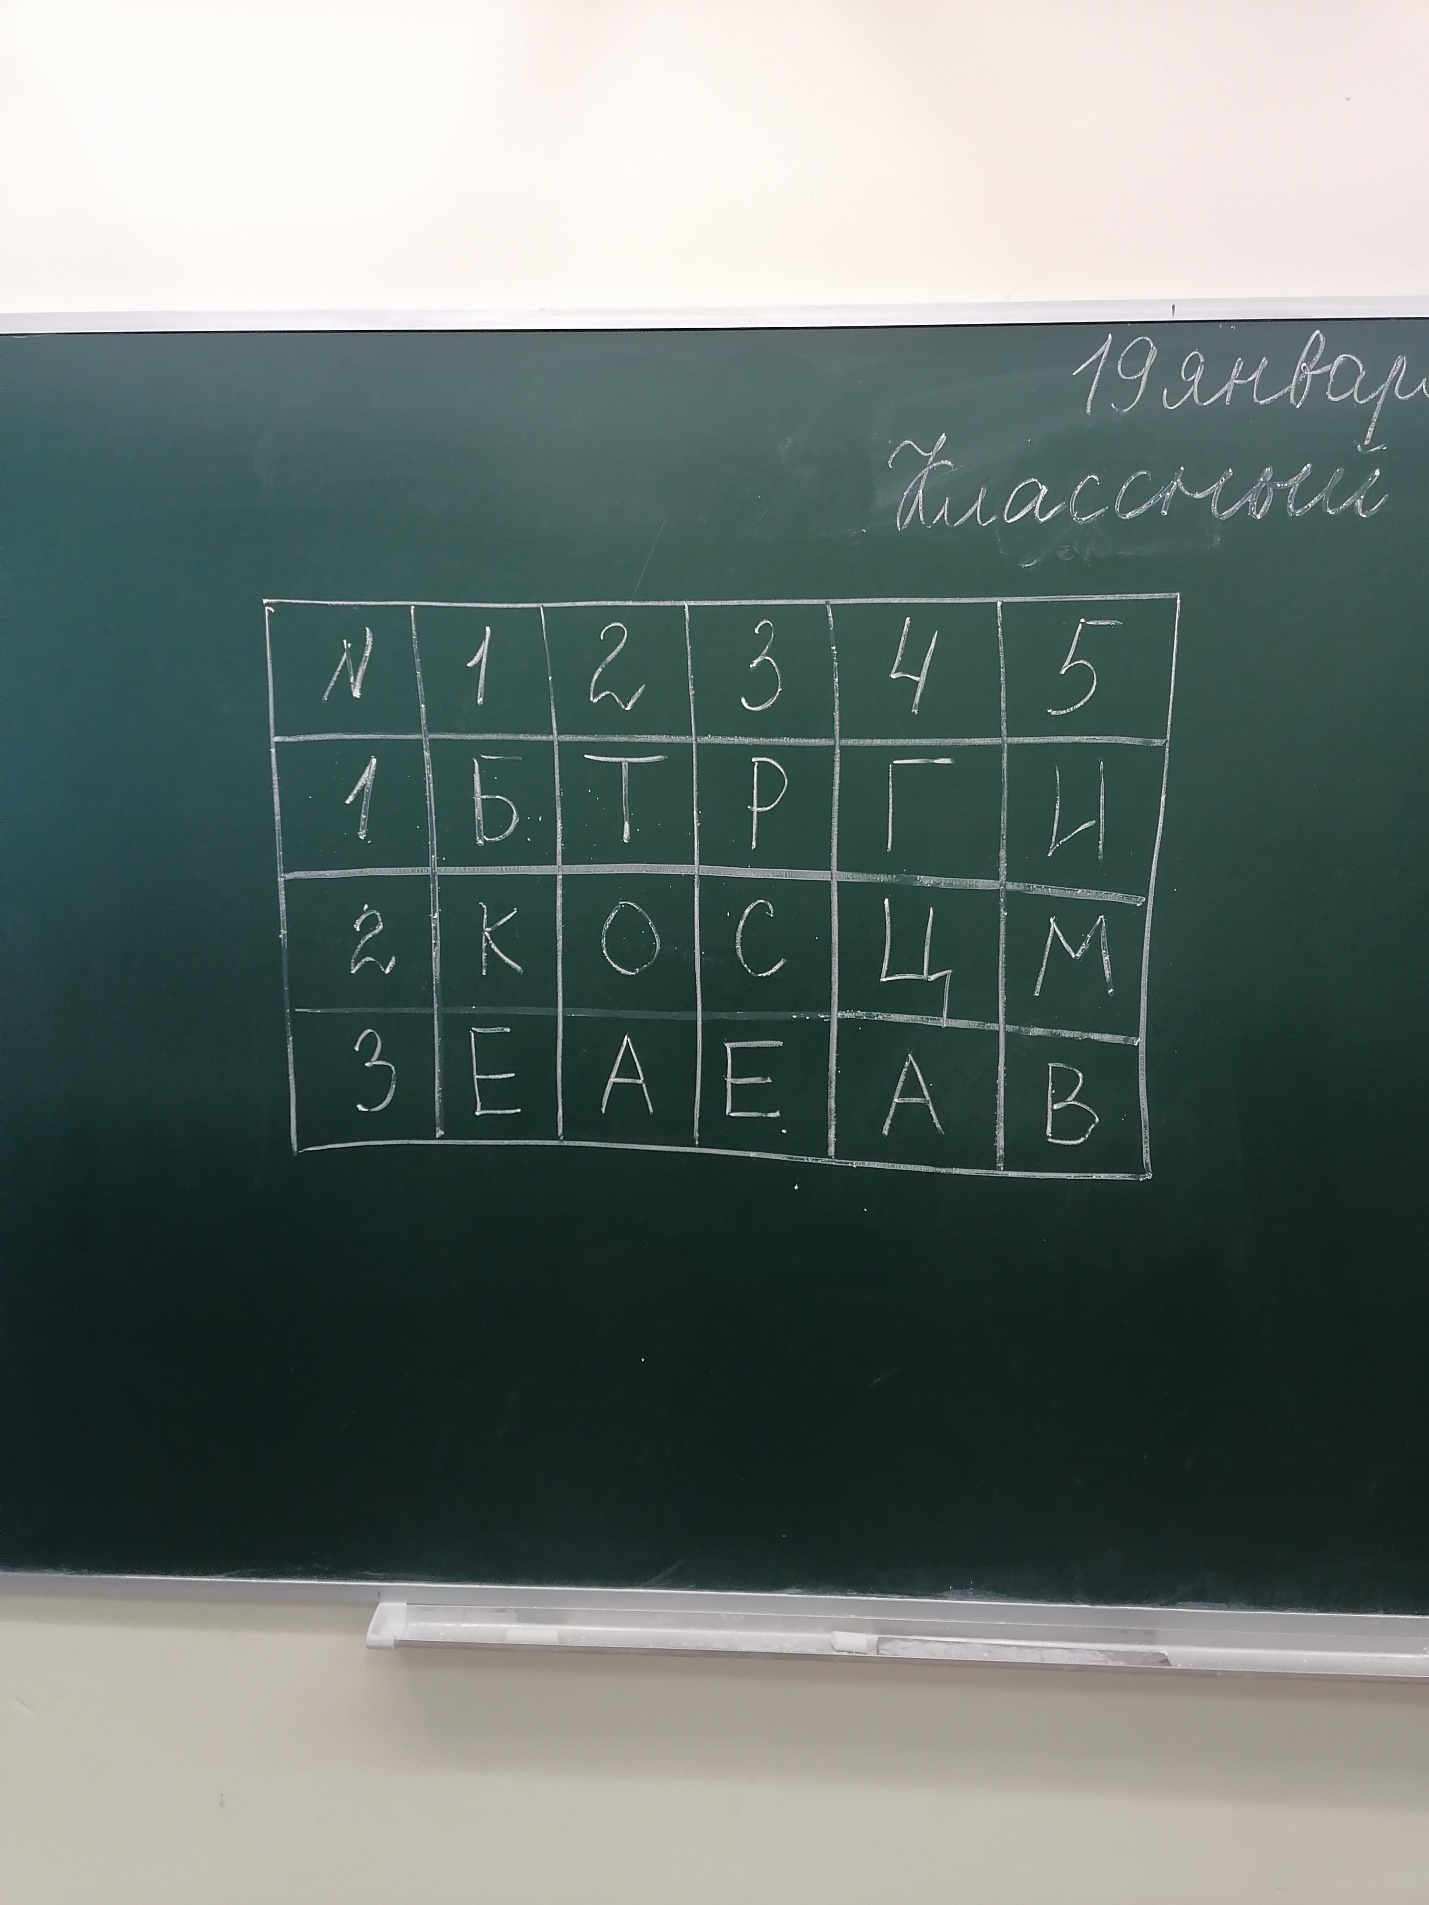 19 январ
Классный
N 1 2 3 4 5
1 Б Т Р Г И
2 К О С Ц М
3 Е А Е А В